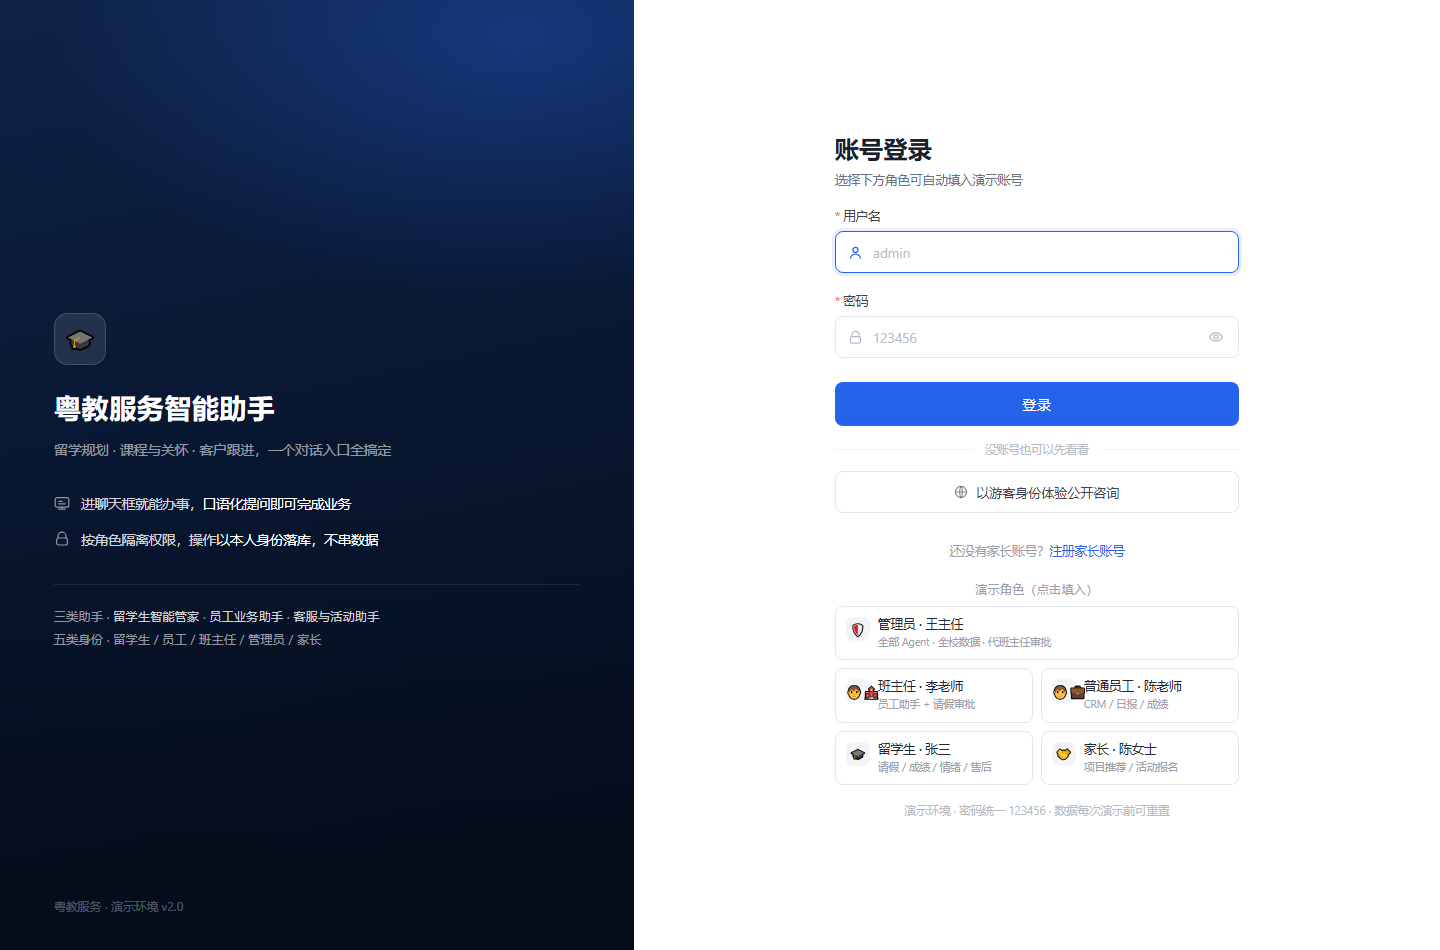 粤教服务智能助手
留学规划 · 课程与关怀 · 客户跟进，一个对话入口全搞定
进聊天框就能办事，口语化提问即可完成业务
按角色隔离权限，操作以本人身份落库，不串数据
三类助手 · 留学生智能管家 · 员工业务助手 · 客服与活动助手
五类身份 · 留学生 / 员工 / 班主任 / 管理员 / 家长
粤教服务 · 演示环境 v2.0
账号登录
选择下方角色可自动填入演示账号
* 用户名
admin
* 密码
123456
登录
没账号也可以先看看
以游客身份体验公开咨询
还没有家长账号？注册家长账号
演示角色（点击填入）
管理员 · 王主任
全部 Agent · 全校数据 · 代班主任审批
班主任 · 李老师
员工助手 + 请假审批
普通员工 · 陈老师
CRM / 日报 / 成绩
留学生 · 张三
请假 / 成绩 / 情绪 / 售后
家长 · 陈女士
项目推荐 / 活动报名
演示环境 · 密码统一 123456 · 数据每次演示前可重置